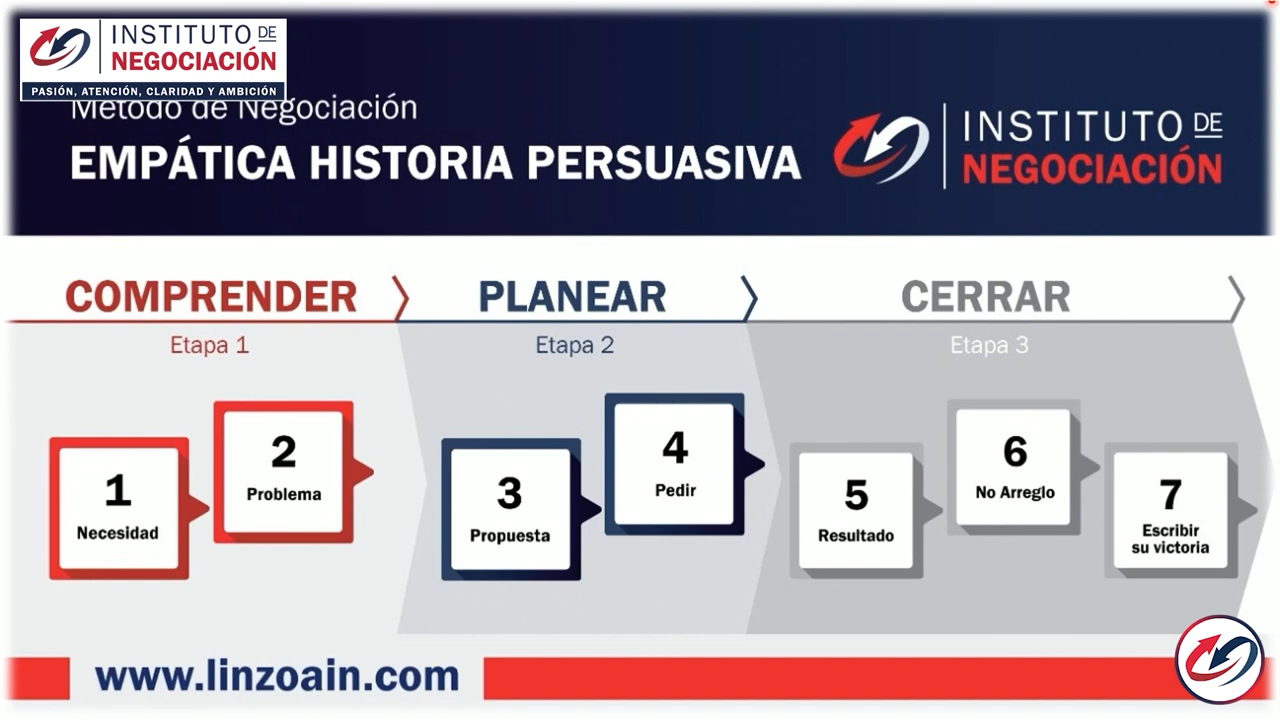 INSTITUTO DE
NEGOCIACIÓN
PASIÓN, ATENCIÓN, CLARIDAD Y AMBICIÓN
Método de Negociación
EMPÁTICA HISTORIA PERSUASIVA
INSTITUTO DE
NEGOCIACIÓN
COMPRENDER
Etapa 1
PLANEAR
Etapa 2
CERRAR
Etapa 3
1
Necesidad
2
Problema
3
Propuesta
4
Pedir
5
Resultado
6
No Arreglo
7
Escribir
su victoria
www.linzoain.com